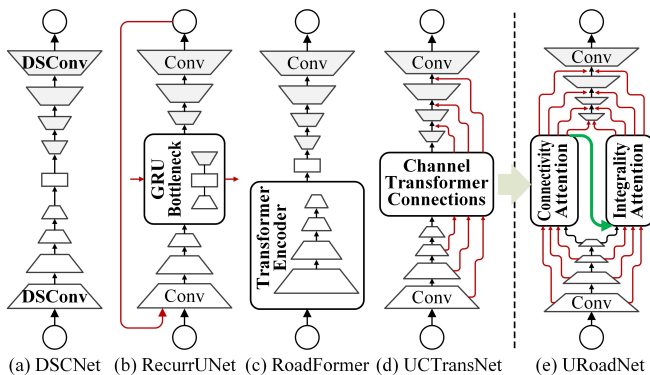 DSConv
DSConv
(a) DSCNet
Conv
GRU
Bottleneck
Conv
(b) RecurrUNet
Conv
Transformer
Encoder
(c) RoadFormer
Conv
Channel
Transformer
Connections
Conv
(d) UCTransNet
Conv
Connectivity
Attention
Integrality
Attention
Conv
(e) URoadNet